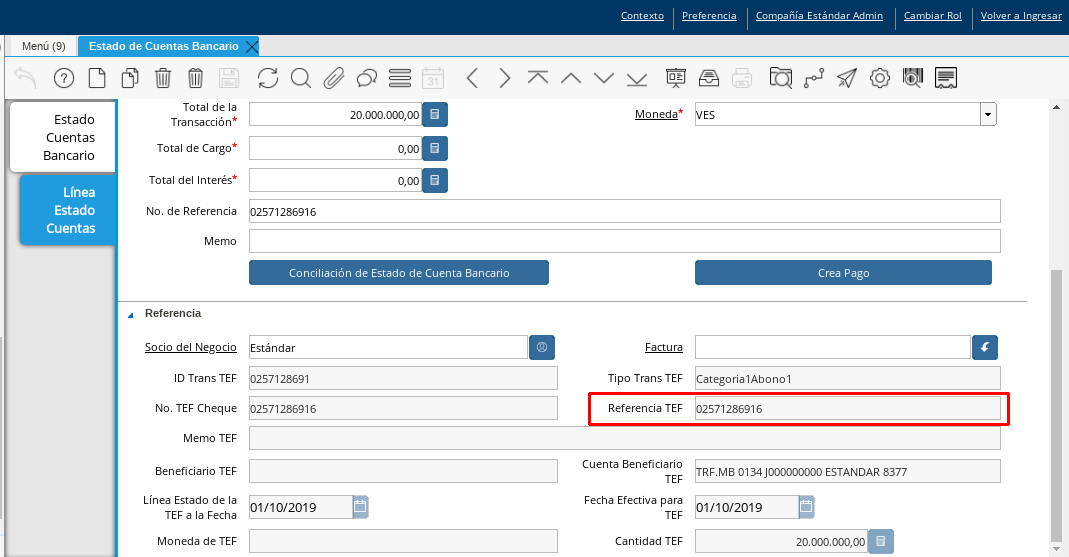 Contexto Preferencia Compañía Estándar Admin Cambiar Rol Volver a Ingresar
Menú (9) Estado de Cuentas Bancario
31
Estado
Cuentas
Bancario
Línea
Estado
Cuentas
Total de la
Transacción* 20.000.000,00 Moneda* VES
Total de Cargo* 0,00
Total del Interés* 0,00
No. de Referencia 02571286916
Memo
Conciliación de Estado de Cuenta Bancario Crea Pago
Referencia
Socio del Negocio Estándar Factura
ID Trans TEF 0257128691 Tipo Trans TEF Categoria1Abono1
No. TEF Cheque 02571286916 Referencia TEF 02571286916
Memo TEF
Beneficiario TEF Cuenta Beneficiario
TEF TRF.MB 0134 J000000000 ESTANDAR 8377
Línea Estado de la
TEF a la Fecha 01/10/2019 Fecha Efectiva para
TEF 01/10/2019
Moneda de TEF Cantidad TEF 20.000.000,00